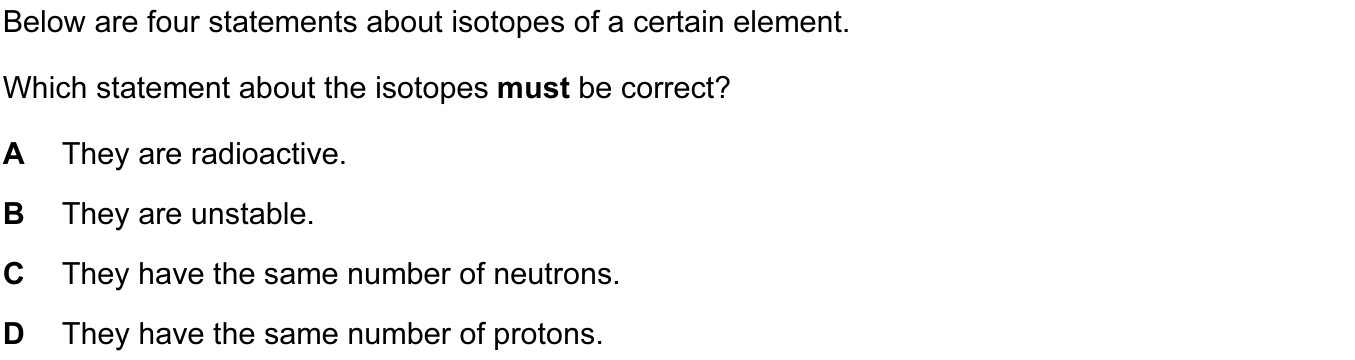 Below are four statements about isotopes of a certain element.
Which statement about the isotopes must be correct?
A They are radioactive.
B They are unstable.
C They have the same number of neutrons.
D They have the same number of protons.